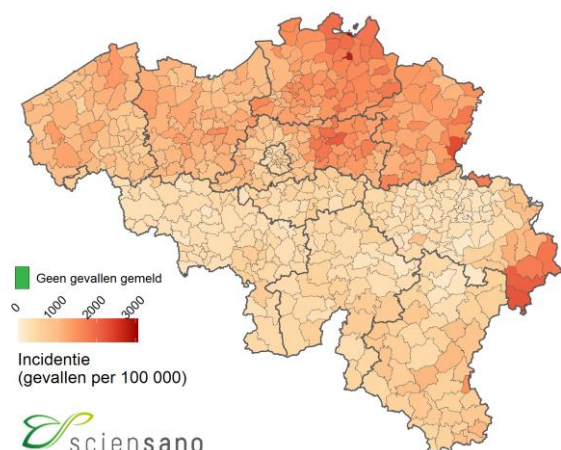 Geen gevallen gemeld
0 1000 2000 3000
Incidentie
(gevallen per 100 000)
sciensano